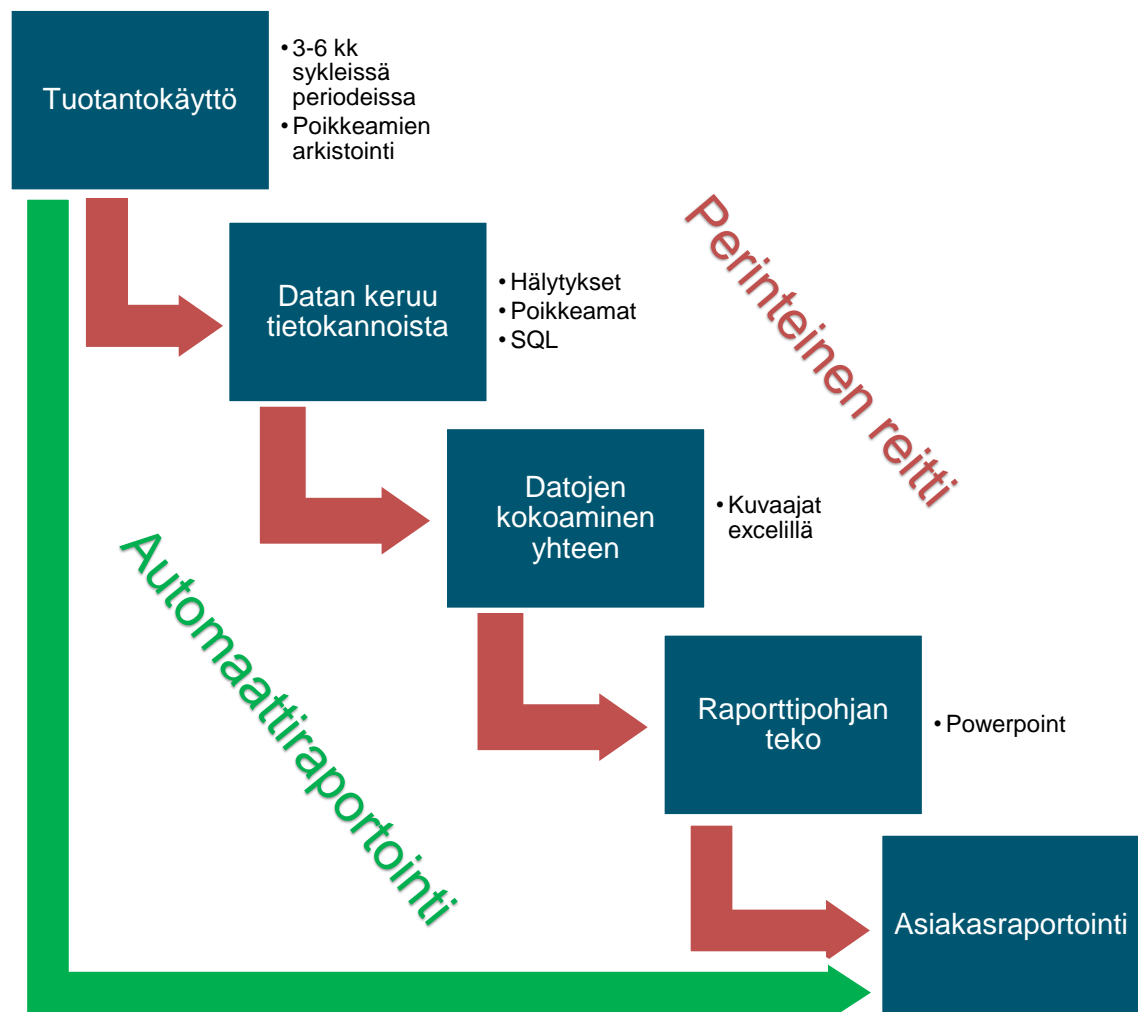 Tuotantokäyttö
• 3-6 kk
sykleissä
periodeissa
• Poikkeamien
arkistointi
Datan keruu
tietokannoista
• Hälytykset
• Poikkeamat
• SQL
Perinteinen reitti
Datojen
kokoaminen
yhteen
• Kuvaajat
excelillä
Automaattiraportointi
Raporttipohjan
teko
• Powerpoint
Asiakasraportointi